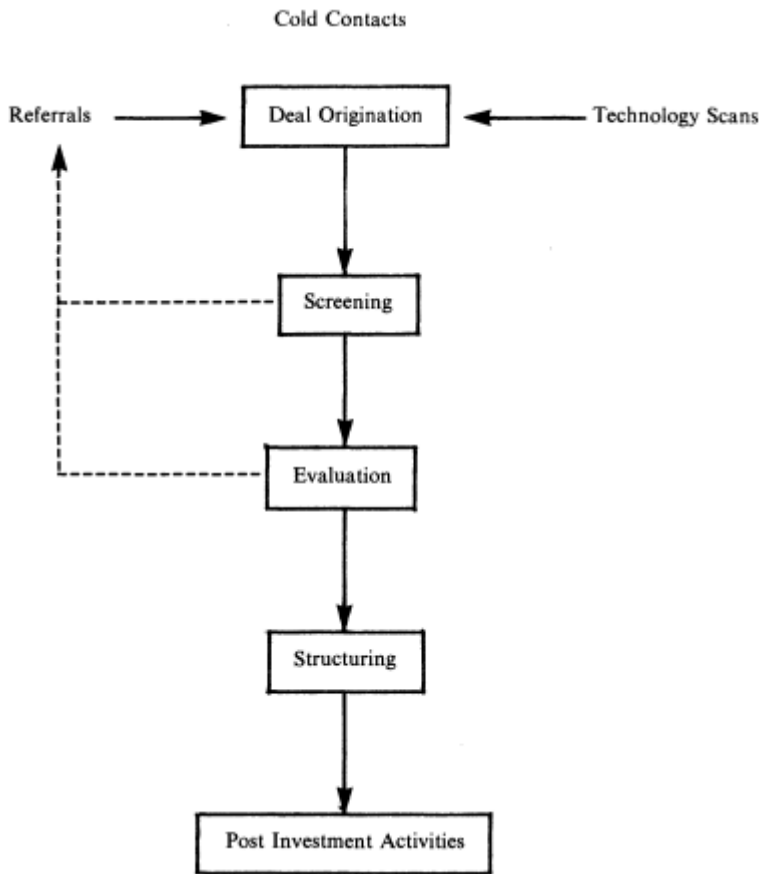 Cold Contacts
Referrals
Deal Origination
Technology Scans
Screening
Evaluation
Structuring
Post Investment Activities